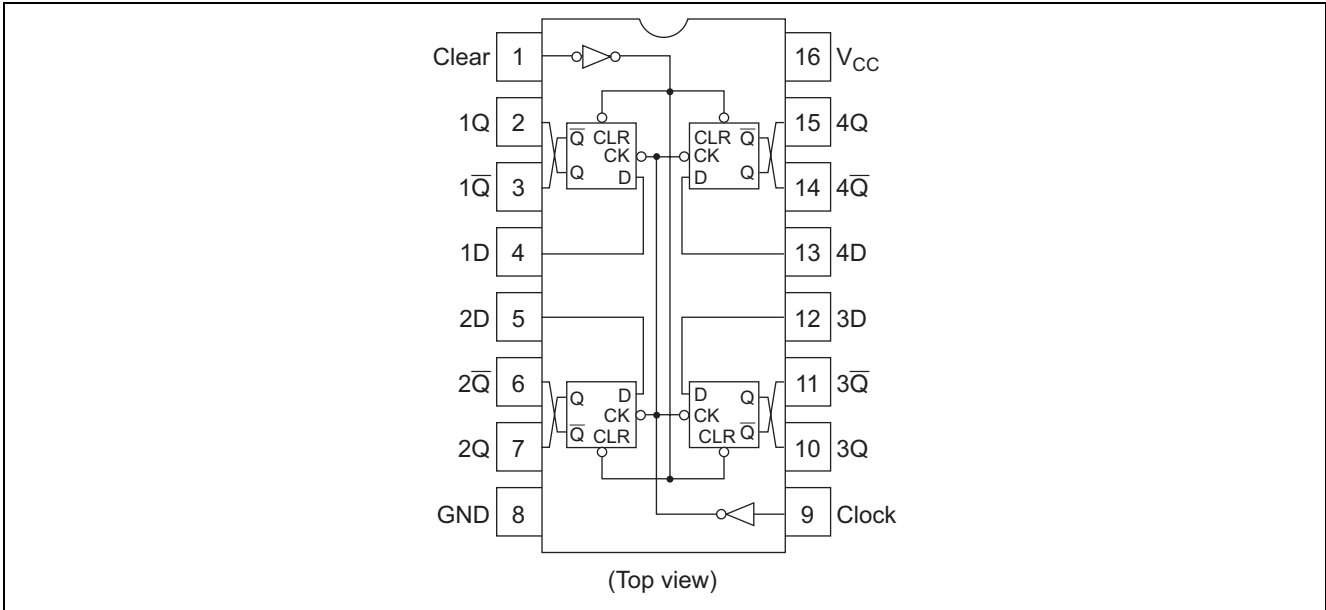 Clear 1 16 VCC
1Q 2 15 4Q
Q̅ CLR CLR Q̅
CK CK
Q D D Q
1Q̅ 3 14 4Q̅
1D 4 13 4D
2D 5 12 3D
2Q̅ 6 11 3Q̅
Q D D Q
CK CK
Q̅ CLR CLR Q̅
2Q 7 10 3Q
GND 8 9 Clock
(Top view)